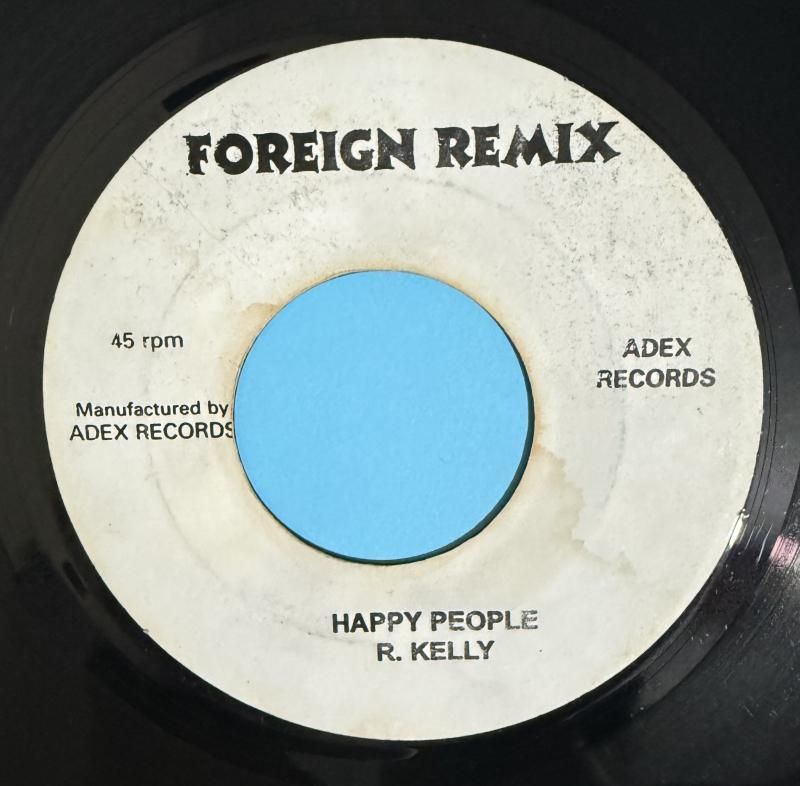 FOREIGN REMIX
45 rpm
Manufactured by
ADEX RECORDS
ADEX
RECORDS
HAPPY PEOPLE
R. KELLY